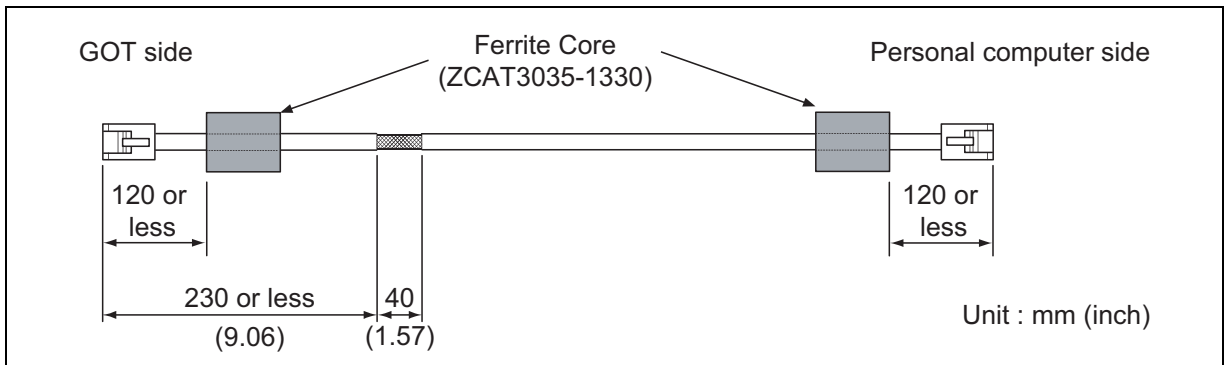 GOT side
Ferrite Core
(ZCAT3035-1330)
Personal computer side
120 or
less
120 or
less
230 or less
(9.06)
40
(1.57)
Unit : mm (inch)